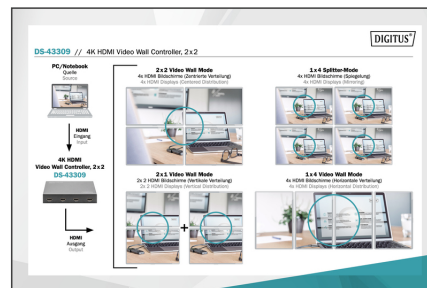 DIGITUS®
DS-43309 // 4K HDMI Video Wall Controller, 2x2
PC/Notebook
Quelle
Source
HDMI
Eingang
Input
4K HDMI
Video Wall Controller, 2x2
DS-43309
HDMI
Ausgang
Output
2x2 Video Wall Mode
4x HDMI Bildschirme (Zentrierte Verteilung)
4x HDMI Displays (Centered Distribution)
1x4 Splitter-Mode
4x HDMI Bildschirme (Spiegelung)
4x HDMI Displays (Mirroring)
2x1 Video Wall Mode
2x 2 HDMI Bildschirme (Vertikale Verteilung)
2x 2 HDMI Displays (Vertical Distribution)
+
1x4 Video Wall Mode
4x HDMI Bildschirme (Horizontale Verteilung)
4x HDMI Displays (Horizontal Distribution)